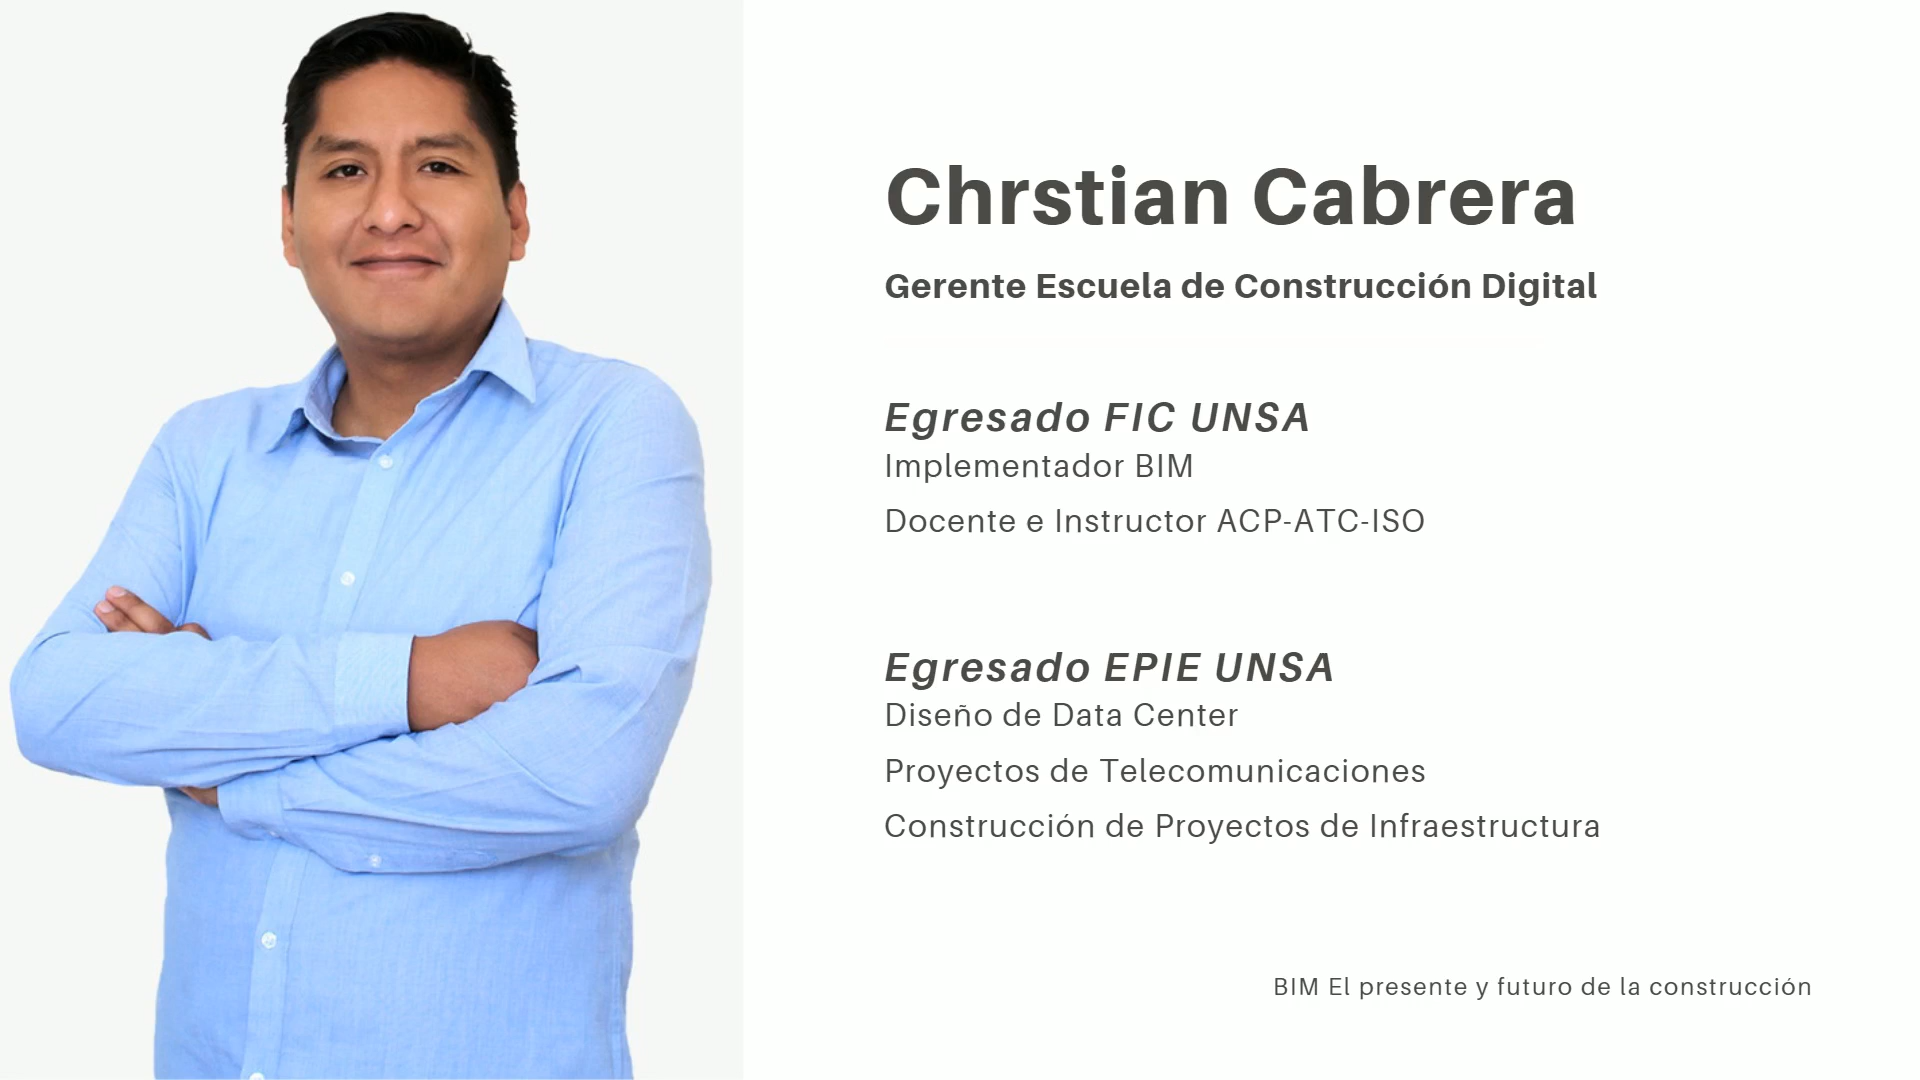 Chrstian Cabrera
Gerente Escuela de Construcción Digital
Egresado FIC UNSA
Implementador BIM
Docente e Instructor ACP-ATC-ISO
Egresado EPIE UNSA
Diseño de Data Center
Proyectos de Telecomunicaciones
Construcción de Proyectos de Infraestructura
BIM El presente y futuro de la construcción